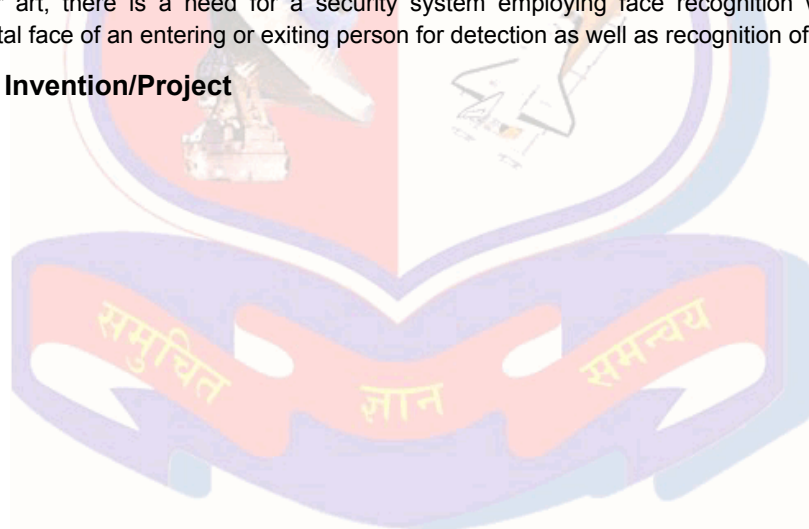 art, there is a need for a security system employing face recognition
tal face of an entering or exiting person for detection as well as recognition of
Invention/Project
समुचित
ज्ञान
समन्वय